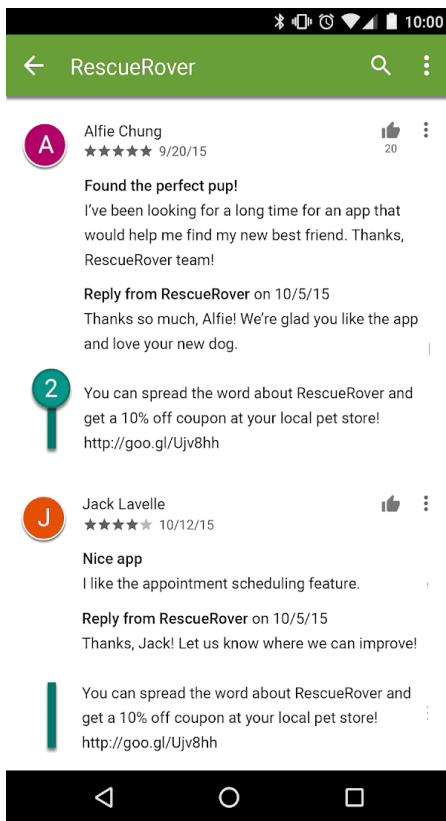 10:00
RescueRover
A
Alfie Chung
★★★★★ 9/20/15
20
Found the perfect pup!
I’ve been looking for a long time for an app that
would help me find my new best friend. Thanks,
RescueRover team!
Reply from RescueRover on 10/5/15
Thanks so much, Alfie! We’re glad you like the app
and love your new dog.
2
You can spread the word about RescueRover and
get a 10% off coupon at your local pet store!
http://goo.gl/Ujv8hh
J
Jack Lavelle
★★★★★ 10/12/15
Nice app
I like the appointment scheduling feature.
Reply from RescueRover on 10/5/15
Thanks, Jack! Let us know where we can improve!
You can spread the word about RescueRover and
get a 10% off coupon at your local pet store!
http://goo.gl/Ujv8hh